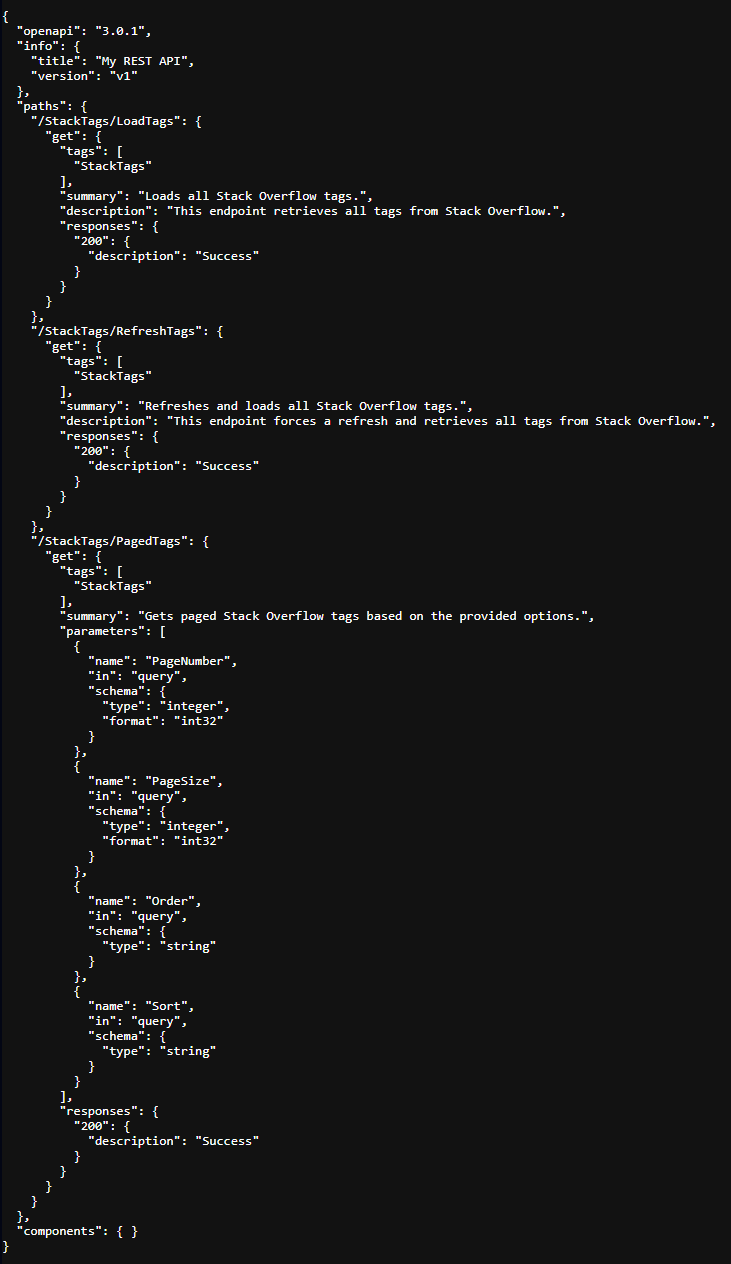 {
  "openapi": "3.0.1",
  "info": {
    "title": "My REST API",
    "version": "v1"
  },
  "paths": {
    "/StackTags/LoadTags": {
      "get": {
        "tags": [
          "StackTags"
        ],
        "summary": "Loads all Stack Overflow tags.",
        "description": "This endpoint retrieves all tags from Stack Overflow.",
        "responses": {
          "200": {
            "description": "Success"
          }
        }
      }
    },
    "/StackTags/RefreshTags": {
      "get": {
        "tags": [
          "StackTags"
        ],
        "summary": "Refreshes and loads all Stack Overflow tags.",
        "description": "This endpoint forces a refresh and retrieves all tags from Stack Overflow.",
        "responses": {
          "200": {
            "description": "Success"
          }
        }
      }
    },
    "/StackTags/PagedTags": {
      "get": {
        "tags": [
          "StackTags"
        ],
        "summary": "Gets paged Stack Overflow tags based on the provided options.",
        "parameters": [
          {
            "name": "PageNumber",
            "in": "query",
            "schema": {
              "type": "integer",
              "format": "int32"
            }
          },
          {
            "name": "PageSize",
            "in": "query",
            "schema": {
              "type": "integer",
              "format": "int32"
            }
          },
          {
            "name": "Order",
            "in": "query",
            "schema": {
              "type": "string"
            }
          },
          {
            "name": "Sort",
            "in": "query",
            "schema": {
              "type": "string"
            }
          }
        ],
        "responses": {
          "200": {
            "description": "Success"
          }
        }
      }
    }
  },
  "components": { }
}